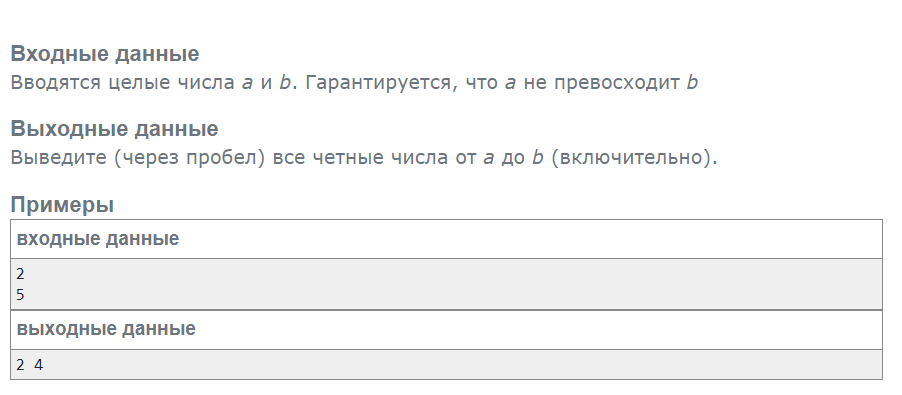 Входные данные
Вводятся целые числа a и b. Гарантируется, что a не превосходит b
Выходные данные
Выведите (через пробел) все четные числа от a до b (включительно).
Примеры
входные данные
2
5
выходные данные
2 4